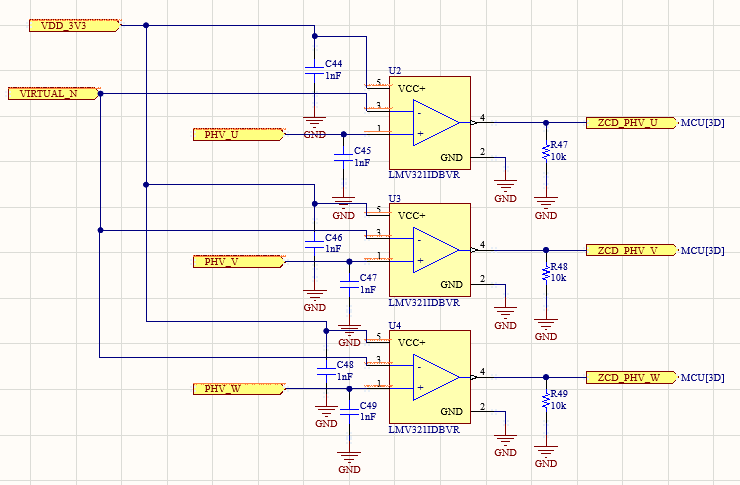 VDD_3V3
C44
1nF
GND
VIRTUAL_N
PHV_U
C45
1nF
GND
U2
5
VCC+
3
-
1
+
4
GND
2
LMV321IDBVR
GND
R47
10k
GND
ZCD_PHV_U
MCU[3D]
C46
1nF
GND
PHV_V
C47
1nF
GND
U3
5
VCC+
3
-
1
+
4
GND
2
LMV321IDBVR
GND
R48
10k
GND
ZCD_PHV_V
MCU[3D]
C48
1nF
GND
PHV_W
C49
1nF
GND
U4
5
VCC+
3
-
1
+
4
GND
2
LMV321IDBVR
GND
R49
10k
GND
ZCD_PHV_W
MCU[3D]